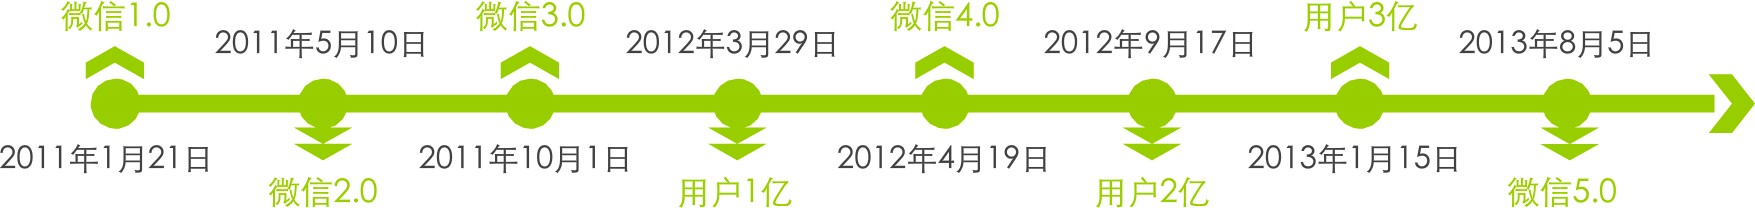 微信1.0
2011年1月21日
2011年5月10日
微信2.0
微信3.0
2011年10月1日
2012年3月29日
用户1亿
微信4.0
2012年4月19日
2012年9月17日
用户2亿
用户3亿
2013年1月15日
2013年8月5日
微信5.0